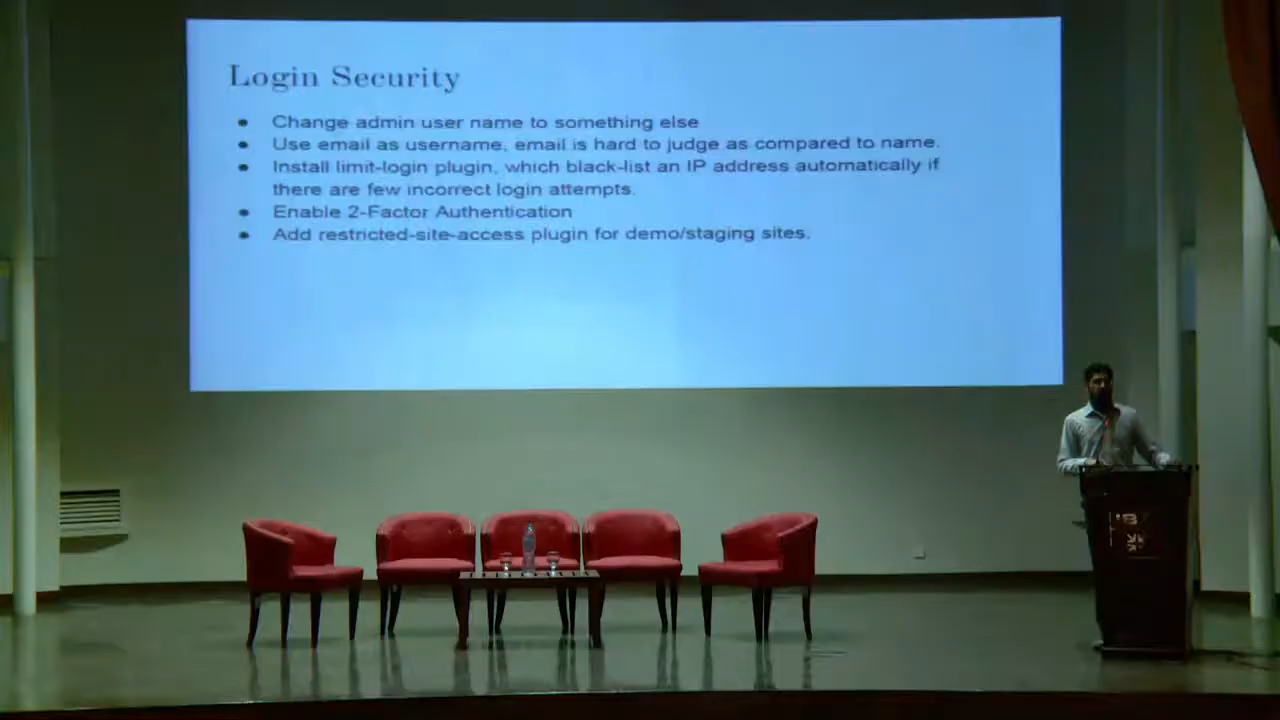 Login Security
● Change admin user name to something else
● Use email as username, email is hard to judge as compared to name.
● Install limit-login plugin, which black-list an IP address automatically if
there are few incorrect login attempts.
● Enable 2-Factor Authentication
● Add restricted-site-access plugin for demo/staging sites.